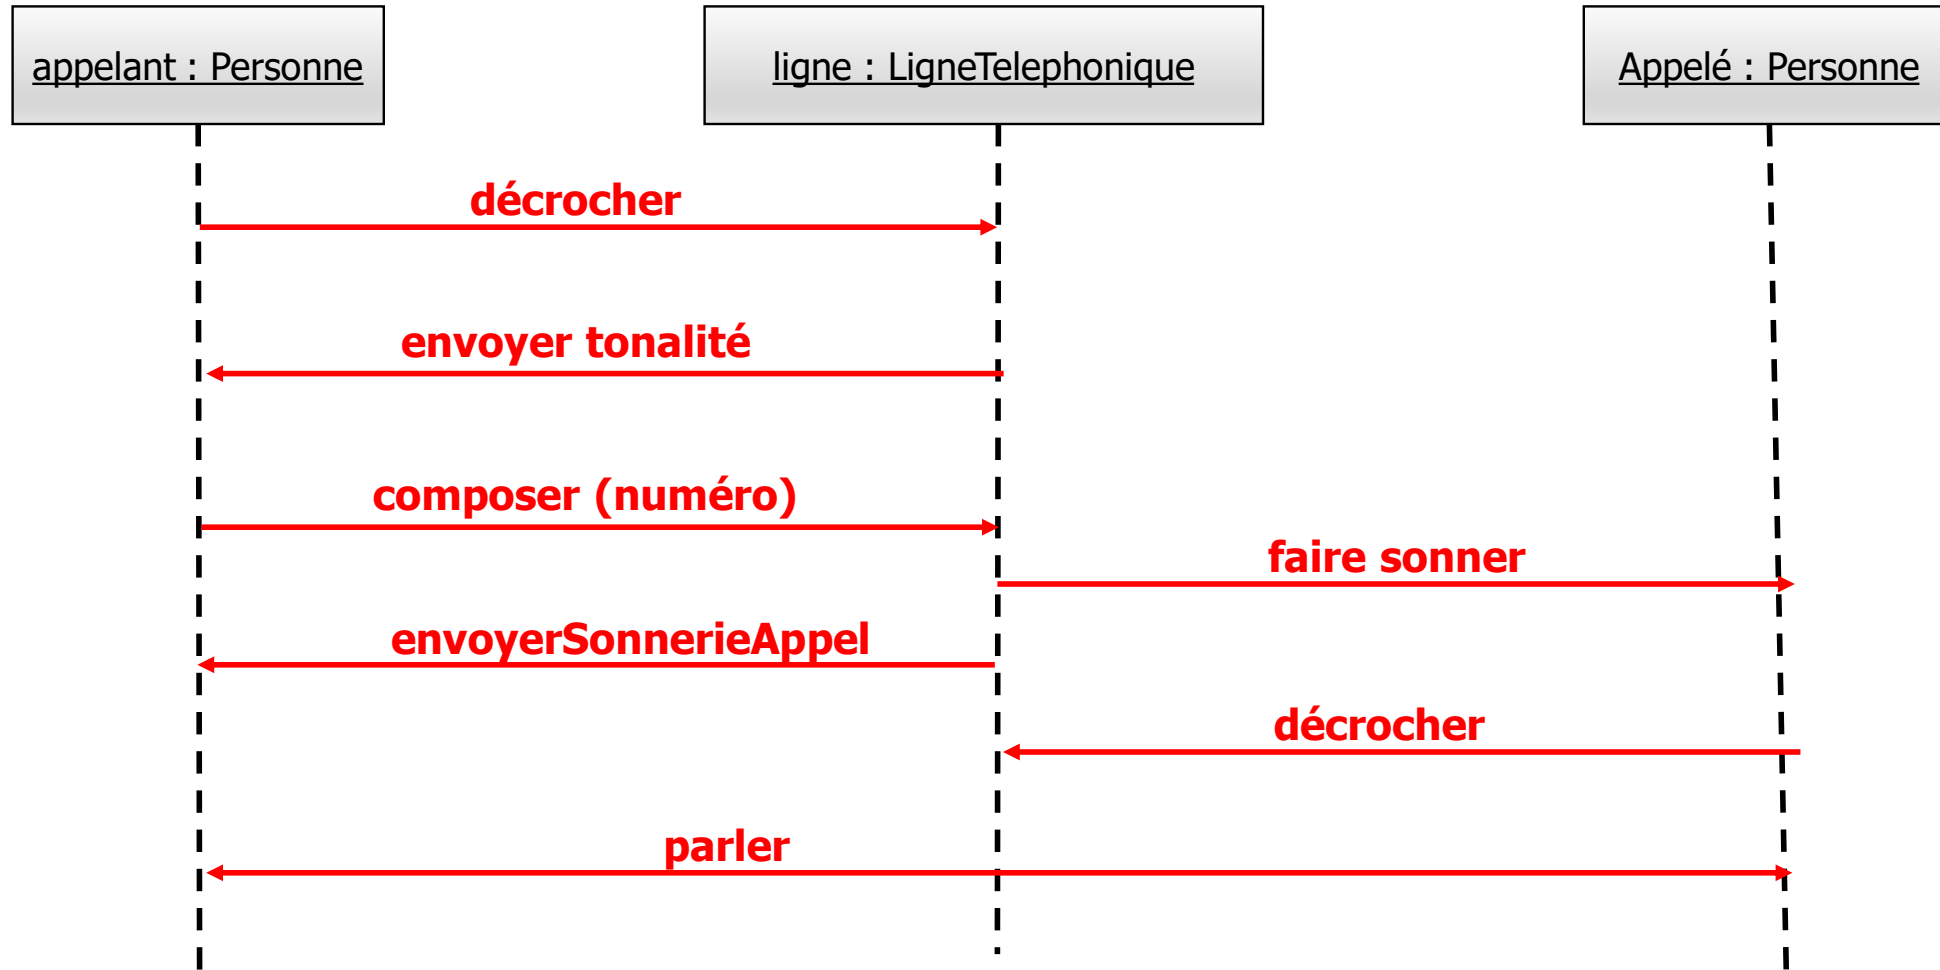 appelant : Personne
ligne : LigneTelephonique
Appelé : Personne
décrocher
envoyer tonalité
composer (numéro)
faire sonner
envoyerSonnerieAppel
décrocher
parler